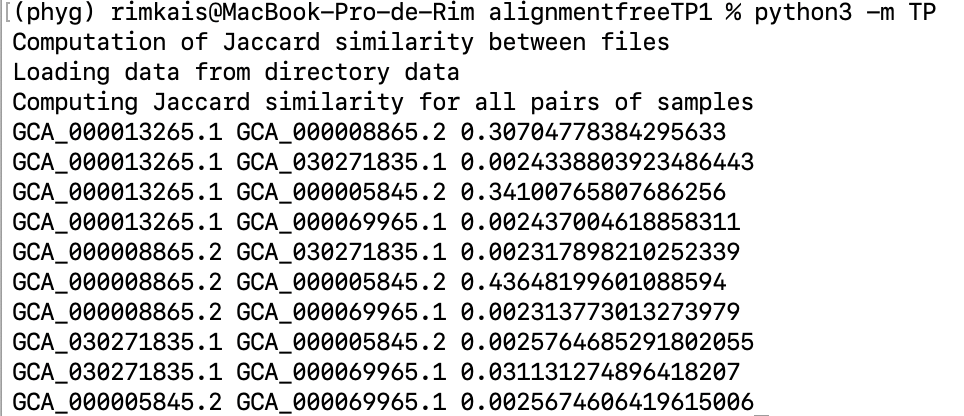 [(phyg) rimkais@MacBook-Pro-de-Rim alignmentfreeTP1 % python3 -m TP
Computation of Jaccard similarity between files
Loading data from directory data
Computing Jaccard similarity for all pairs of samples
GCA_000013265.1 GCA_000008865.2 0.30704778384295633
GCA_000013265.1 GCA_030271835.1 0.0024338803923486443
GCA_000013265.1 GCA_000005845.2 0.34100765807686256
GCA_000013265.1 GCA_000069965.1 0.002437004618858311
GCA_000008865.2 GCA_030271835.1 0.002317898210252339
GCA_000008865.2 GCA_000005845.2 0.43648199601088594
GCA_000008865.2 GCA_000069965.1 0.002313773013273979
GCA_030271835.1 GCA_000005845.2 0.0025764685291802055
GCA_030271835.1 GCA_000069965.1 0.031131274896418207
GCA_000005845.2 GCA_000069965.1 0.0025674606419615006